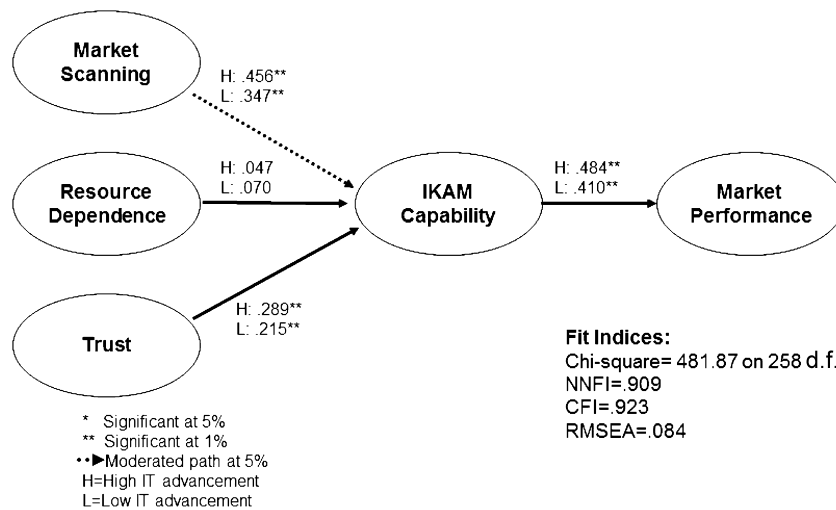 Market
Scanning
H: .456**
L: .347**
Resource
Dependence
H: .047
L: .070
IKAM
Capability
H: .484**
L: .410**
Market
Performance
Trust
H: .289**
L: .215**
Fit Indices:
Chi-square= 481.87 on 258 d.f.
NNFI=.909
CFI=.923
RMSEA=.084
* Significant at 5%
** Significant at 1%
Moderated path at 5%
H=High IT advancement
L=Low IT advancement